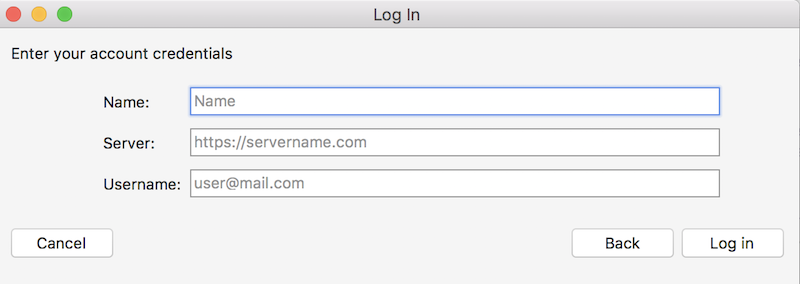 Log In
Enter your account credentials
Name: Name
Server: https://servername.com
Username: user@mail.com
Cancel Back Log in